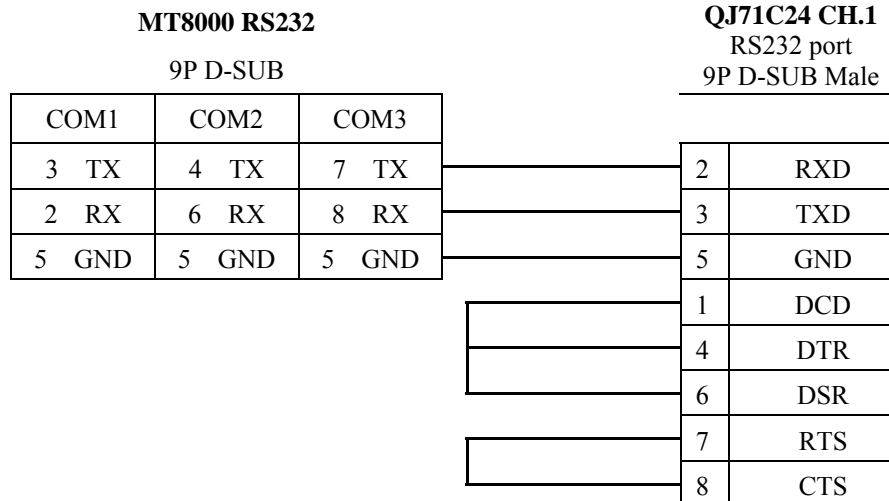 MT8000 RS232
9P D-SUB
QJ71C24 CH.1
RS232 port
9P D-SUB Male
COM1 COM2 COM3
3 TX 4 TX 7 TX 2 RXD
2 RX 6 RX 8 RX 3 TXD
5 GND 5 GND 5 GND 5 GND
1 DCD
4 DTR
6 DSR
7 RTS
8 CTS